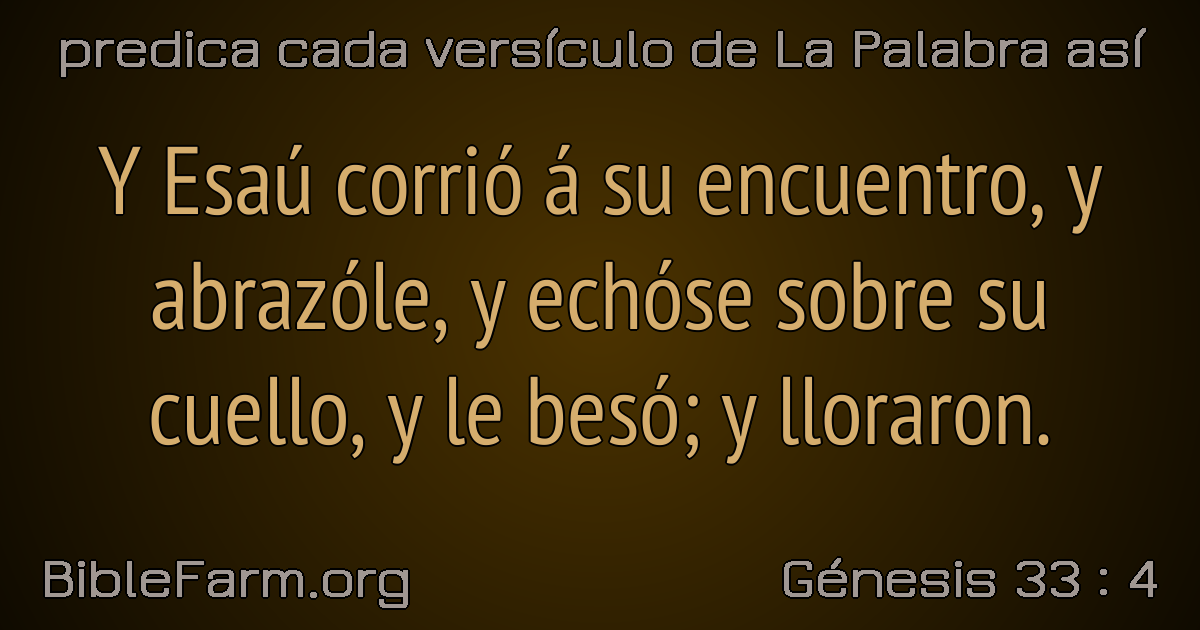 predica cada versículo de La Palabra así
Y Esaú corrió á su encuentro, y
abrazóle, y echóse sobre su
cuello, y le besó; y lloraron.
BibleFarm.org
Génesis 33 : 4